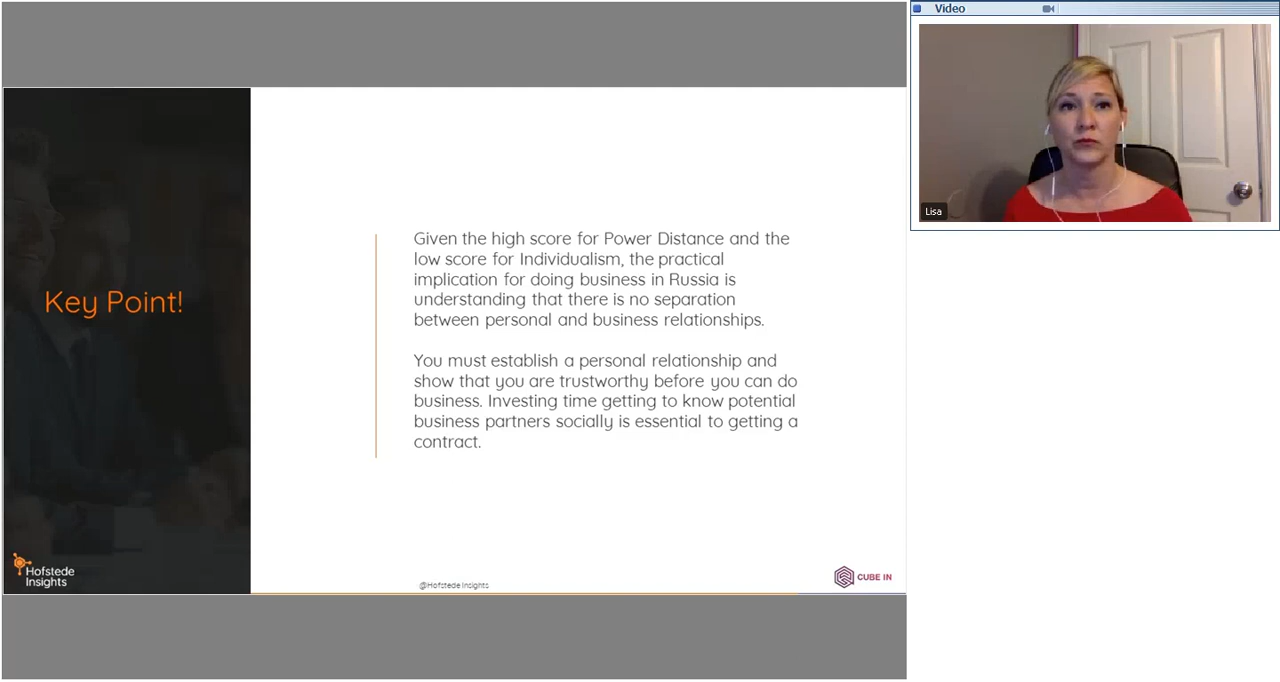 Video
Lisa
Key Point!
Given the high score for Power Distance and the
low score for Individualism, the practical
implication for doing business in Russia is
understanding that there is no separation
between personal and business relationships.
You must establish a personal relationship and
show that you are trustworthy before you can do
business. Investing time getting to know potential
business partners socially is essential to getting a
contract.
Hofstede
Insights
@Hofstede Insights
CUBE IN